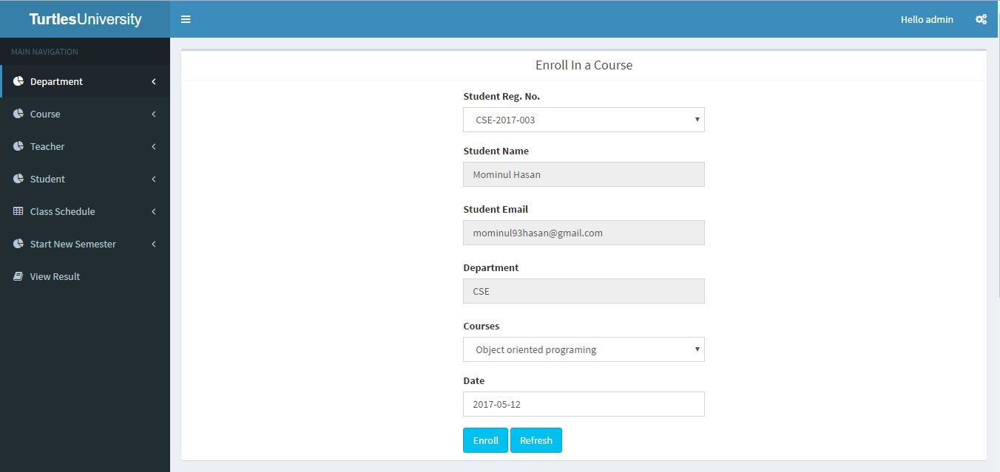 TurtlesUniversity
Hello admin
MAIN NAVIGATION
Department
Course
Teacher
Student
Class Schedule
Start New Semester
View Result
Enroll In a Course
Student Reg. No.
CSE-2017-003
Student Name
Mominul Hasan
Student Email
mominul93hasan@gmail.com
Department
CSE
Courses
Object oriented programing
Date
2017-05-12
Enroll Refresh